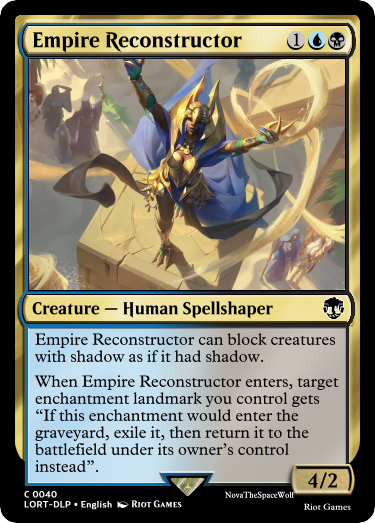 Empire Reconstructor 1
Creature — Human Spellshaper
Empire Reconstructor can block creatures
with shadow as if it had shadow.
When Empire Reconstructor enters, target
enchantment landmark you control gets
“If this enchantment would enter the
graveyard, exile it, then return it to the
battlefield under its owner's control
instead”.
4/2
C 0040
LORT-DLP • English RIOT GAMES
NovaTheSpaceWolf
Riot Games